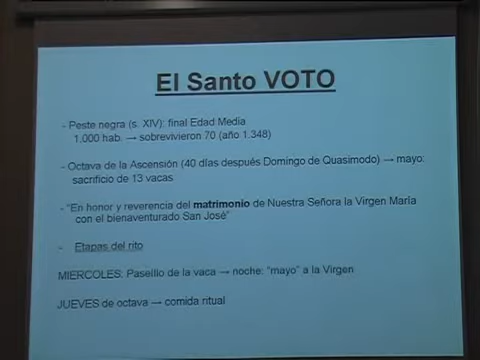 El Santo VOTO
- Peste negra (s. XIV): final Edad Media
1.000 hab. → sobrevivieron 70 (año 1.348)
- Octava de la Ascensión (40 días después Domingo de Quasimodo) → mayo:
sacrificio de 13 vacas
- "En honor y reverencia del matrimonio de Nuestra Señora la Virgen María
con el bienaventurado San José"
- Etapas del rito
MIERCOLES: Paseíllo de la vaca → noche: "mayo" a la Virgen
JUEVES de octava → comida ritual